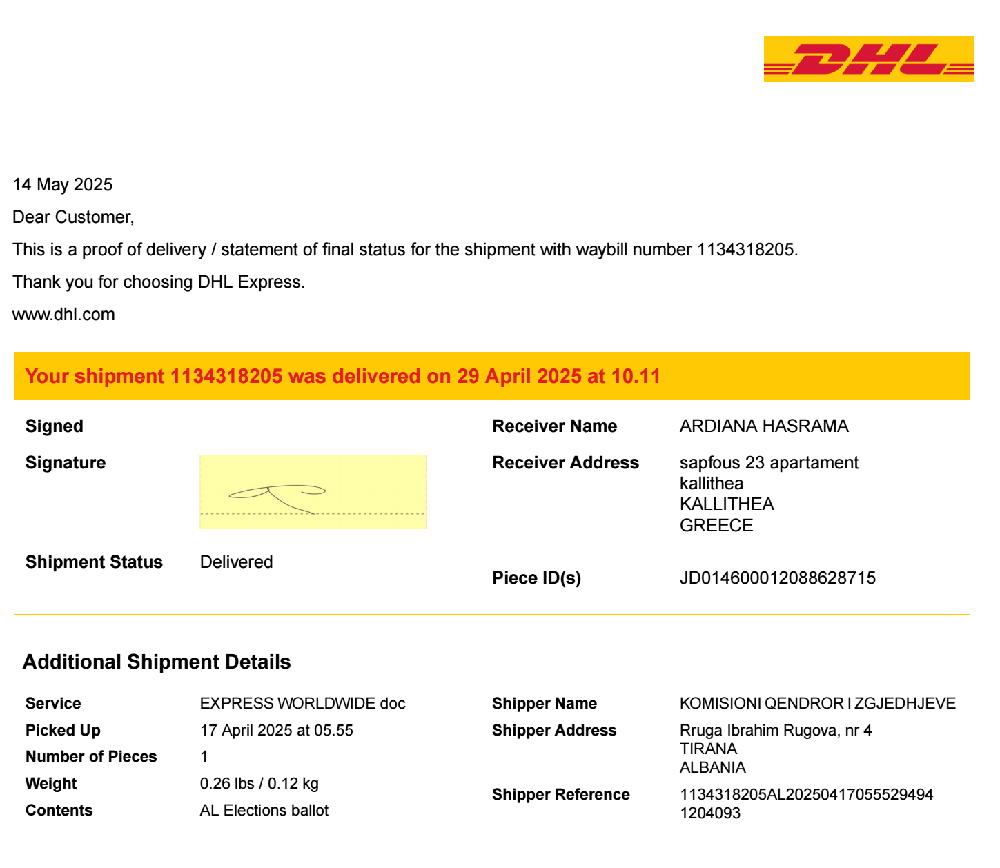 DHL
14 May 2025
Dear Customer,
This is a proof of delivery / statement of final status for the shipment with waybill number 1134318205.
Thank you for choosing DHL Express.
www.dhl.com
Your shipment 1134318205 was delivered on 29 April 2025 at 10.11
Signed
Receiver Name ARDIANA HASRAMA
Signature
Receiver Address sapfous 23 apartament
kallithea
KALLITHEA
GREECE
Shipment Status Delivered
Piece ID(s) JD014600012088628715
Additional Shipment Details
Service EXPRESS WORLDWIDE doc
Picked Up 17 April 2025 at 05.55
Number of Pieces 1
Weight 0.26 lbs / 0.12 kg
Contents AL Elections ballot
Shipper Name KOMISIONI QENDROR I ZGJEDHJEVE
Shipper Address Rruga Ibrahim Rugova, nr 4
TIRANA
ALBANIA
Shipper Reference 1134318205AL20250417055529494
1204093